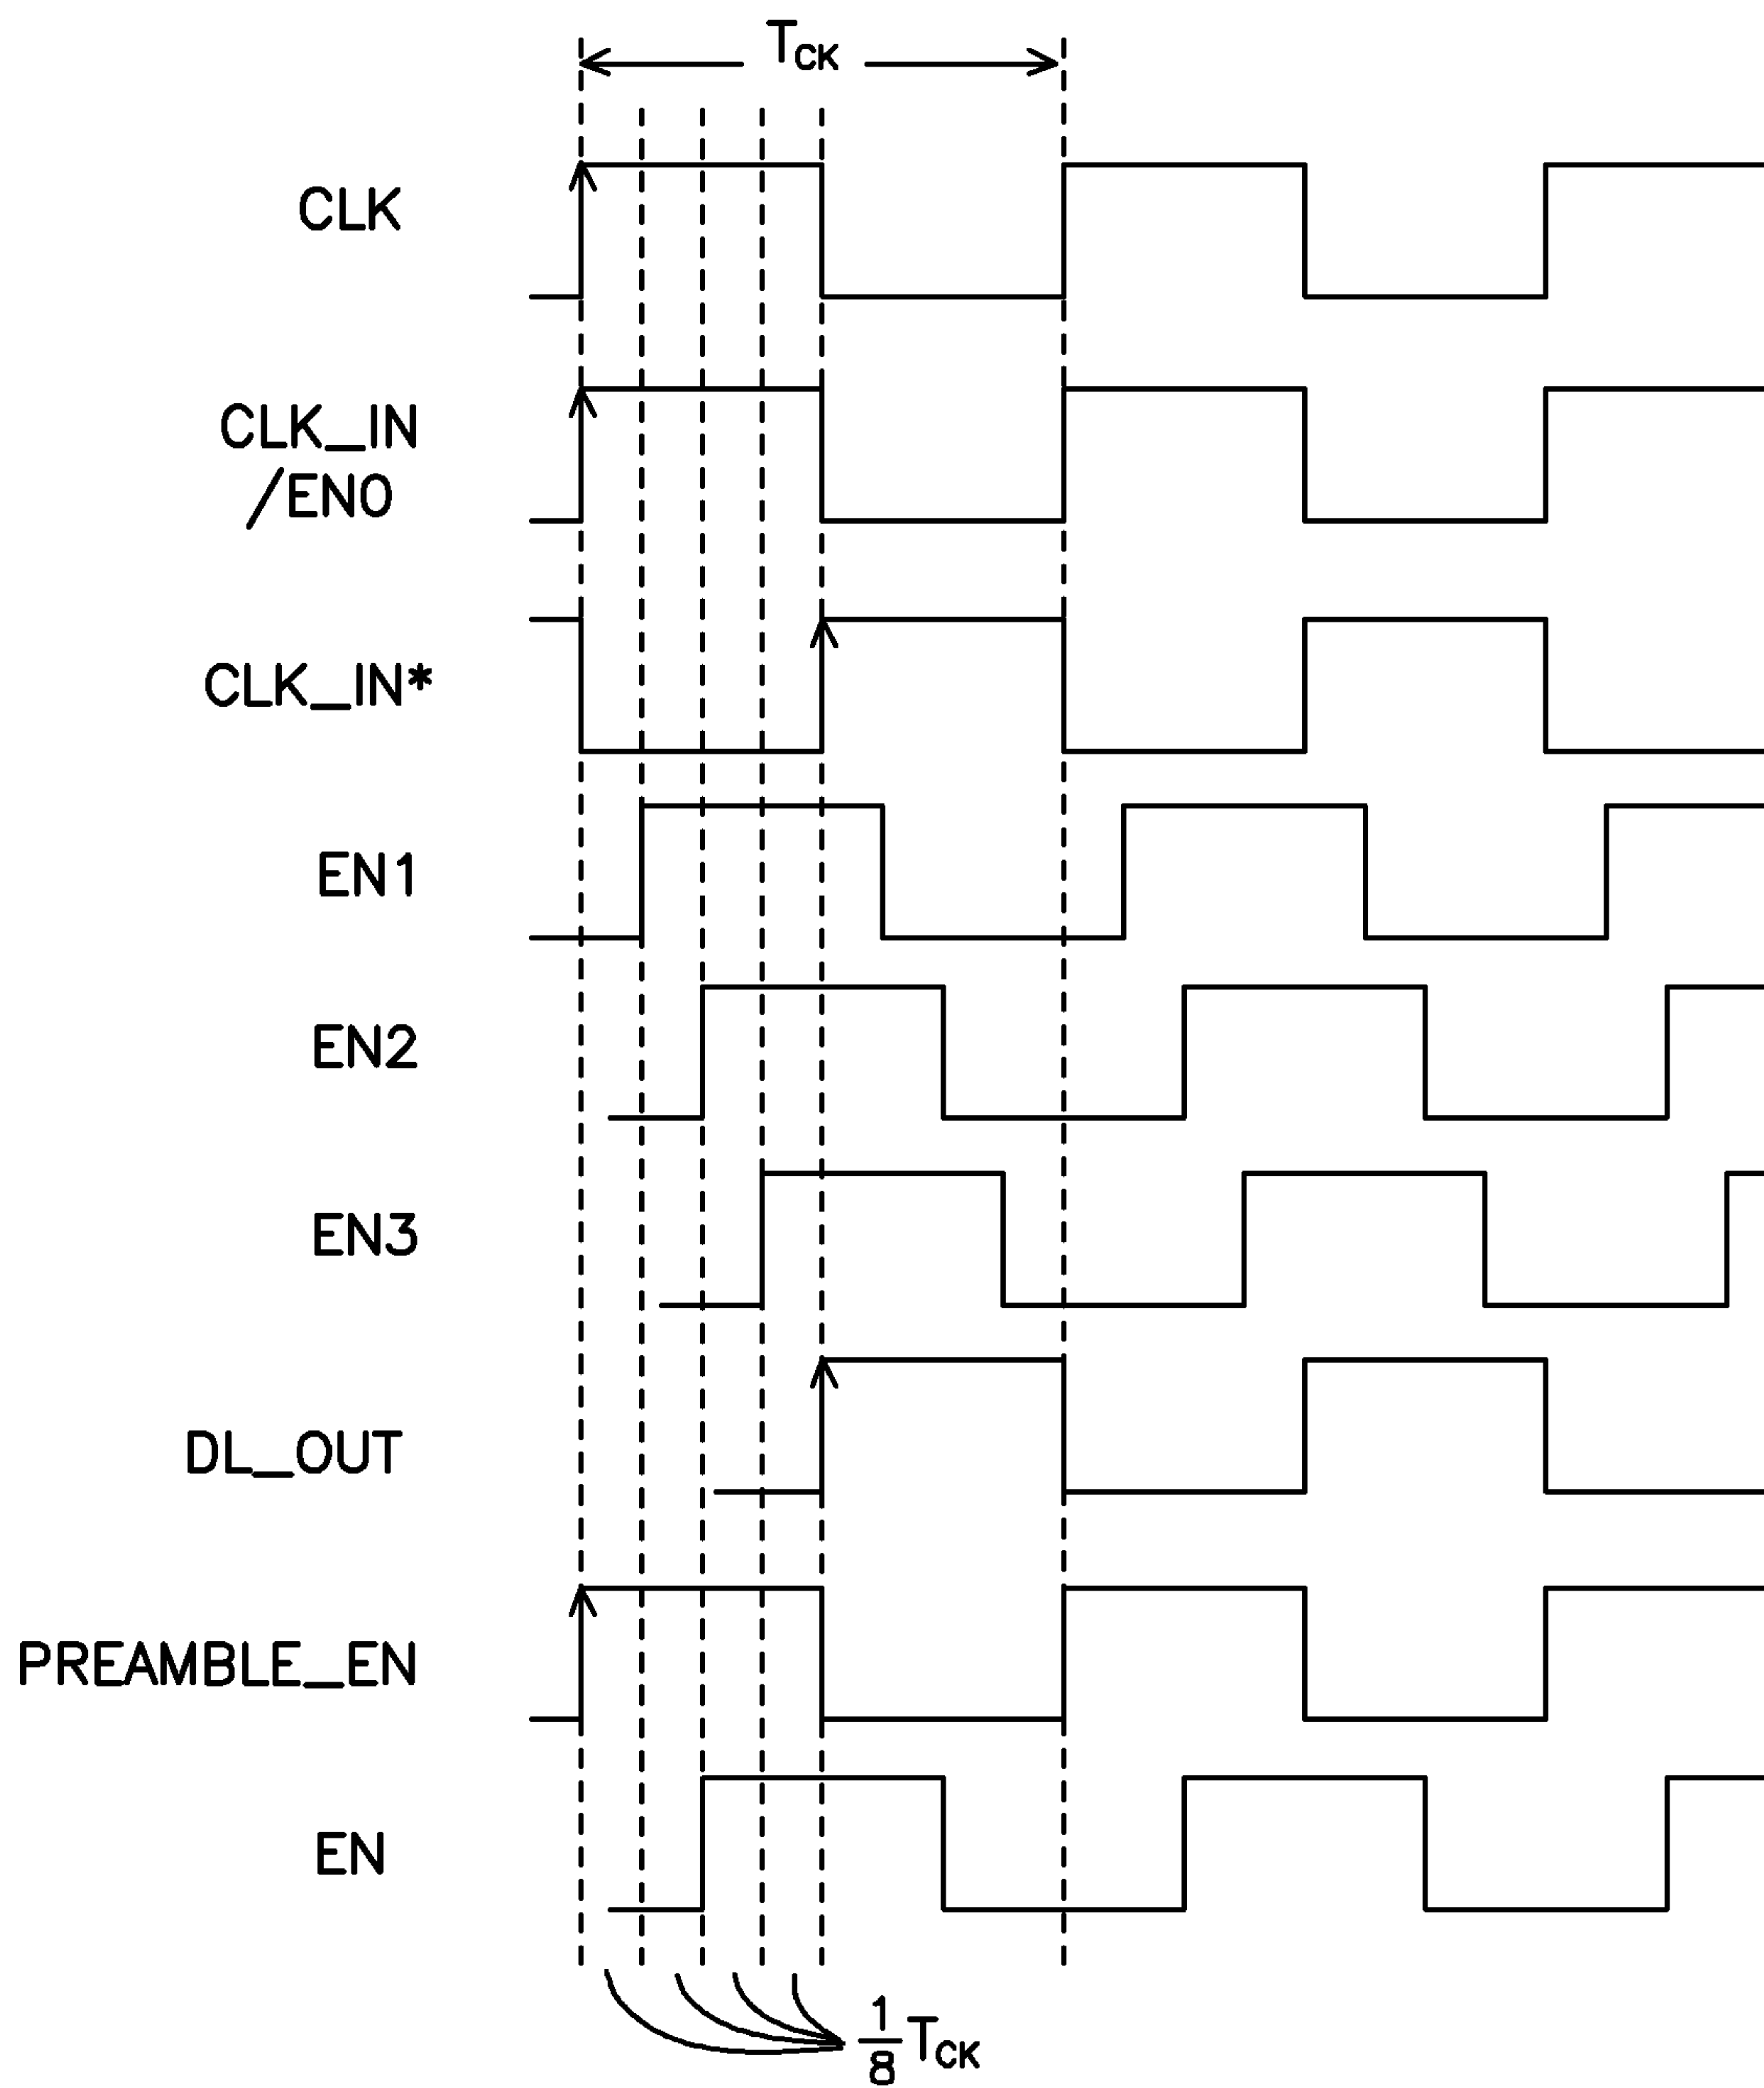 TCK
CLK
CLK_IN
/EN0
CLK_IN*
EN1
EN2
EN3
DL_OUT
PREAMBLE_EN
EN
1/8 TCK